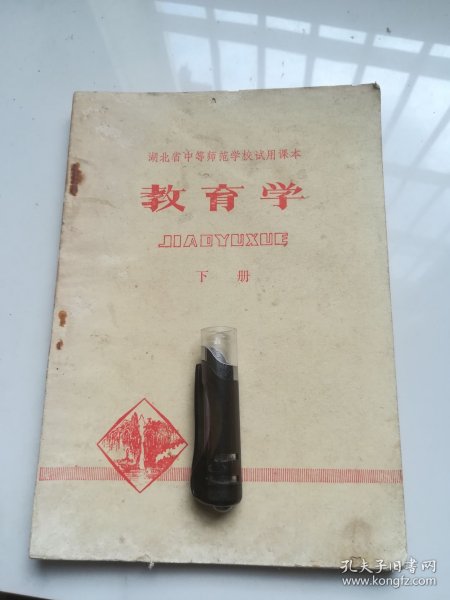 湖北省中等师范学校试用课本
教育学
JIAOYUXUE
下册
孔夫子旧书网
www.kongfz.com